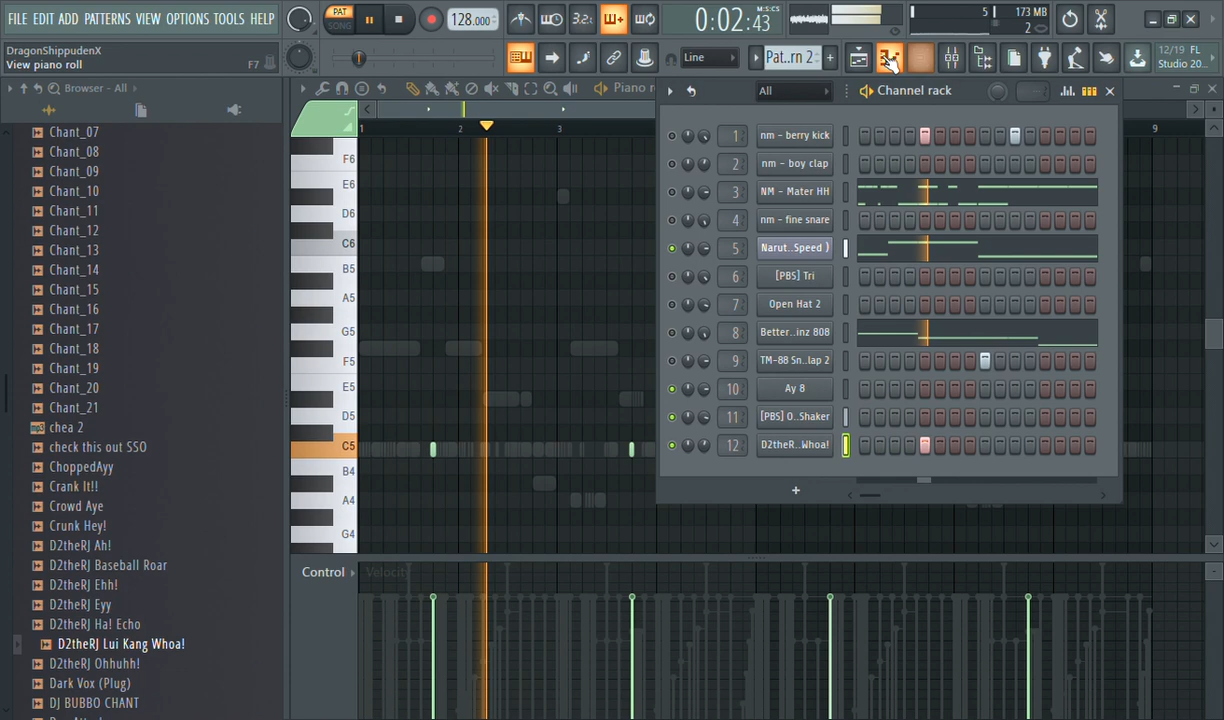 FILE EDIT ADD PATTERNS VIEW OPTIONS TOOLS HELP
PAT
SONG
128.000
3.2
0:02:43
M:S:CS
5
173 MB
2
DragonShippudenX
View piano roll
F7
Line
Pat..rn 2
12/19 FL
Studio 20...
Browser - All
Piano r
All
Channel rack
1
2
3
9
Chant_07
Chant_08
Chant_09
Chant_10
Chant_11
Chant_12
Chant_13
Chant_14
Chant_15
Chant_16
Chant_17
Chant_18
Chant_19
Chant_20
Chant_21
mp3 chea 2
check this out SSO
ChoppedAyy
Crank It!!
Crowd Aye
Crunk Hey!
D2theRJ Ah!
D2theRJ Baseball Roar
D2theRJ Ehh!
D2theRJ Eyy
D2theRJ Ha! Echo
D2theRJ Lui Kang Whoa!
D2theRJ Ohhuhh!
Dark Vox (Plug)
DJ BUBBO CHANT
F6
E6
D6
C6
B5
A5
G5
F5
E5
D5
C5
B4
A4
G4
1 nm - berry kick
2 nm - boy clap
3 NM - Mater HH
4 nm - fine snare
5 Narut..Speed )
6 [PBS] Tri
7 Open Hat 2
8 Better..inz 808
9 TM-88 Sn..lap 2
10 Ay 8
11 [PBS] O..Shaker
12 D2theR..Whoa!
+
Control
Velocity